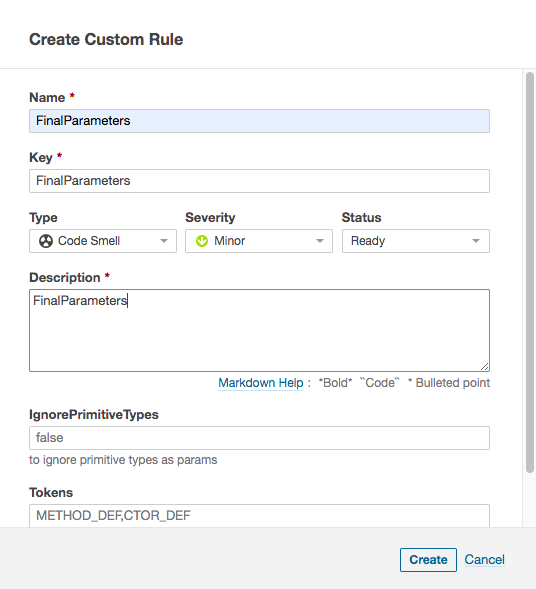 Create Custom Rule
Name *
FinalParameters
Key *
FinalParameters
Type Severity Status
Code Smell Minor Ready
Description *
FinalParameters
Markdown Help : *Bold* ``Code`` * Bulleted point
IgnorePrimitiveTypes
false
to ignore primitive types as params
Tokens
METHOD_DEF,CTOR_DEF
Create Cancel